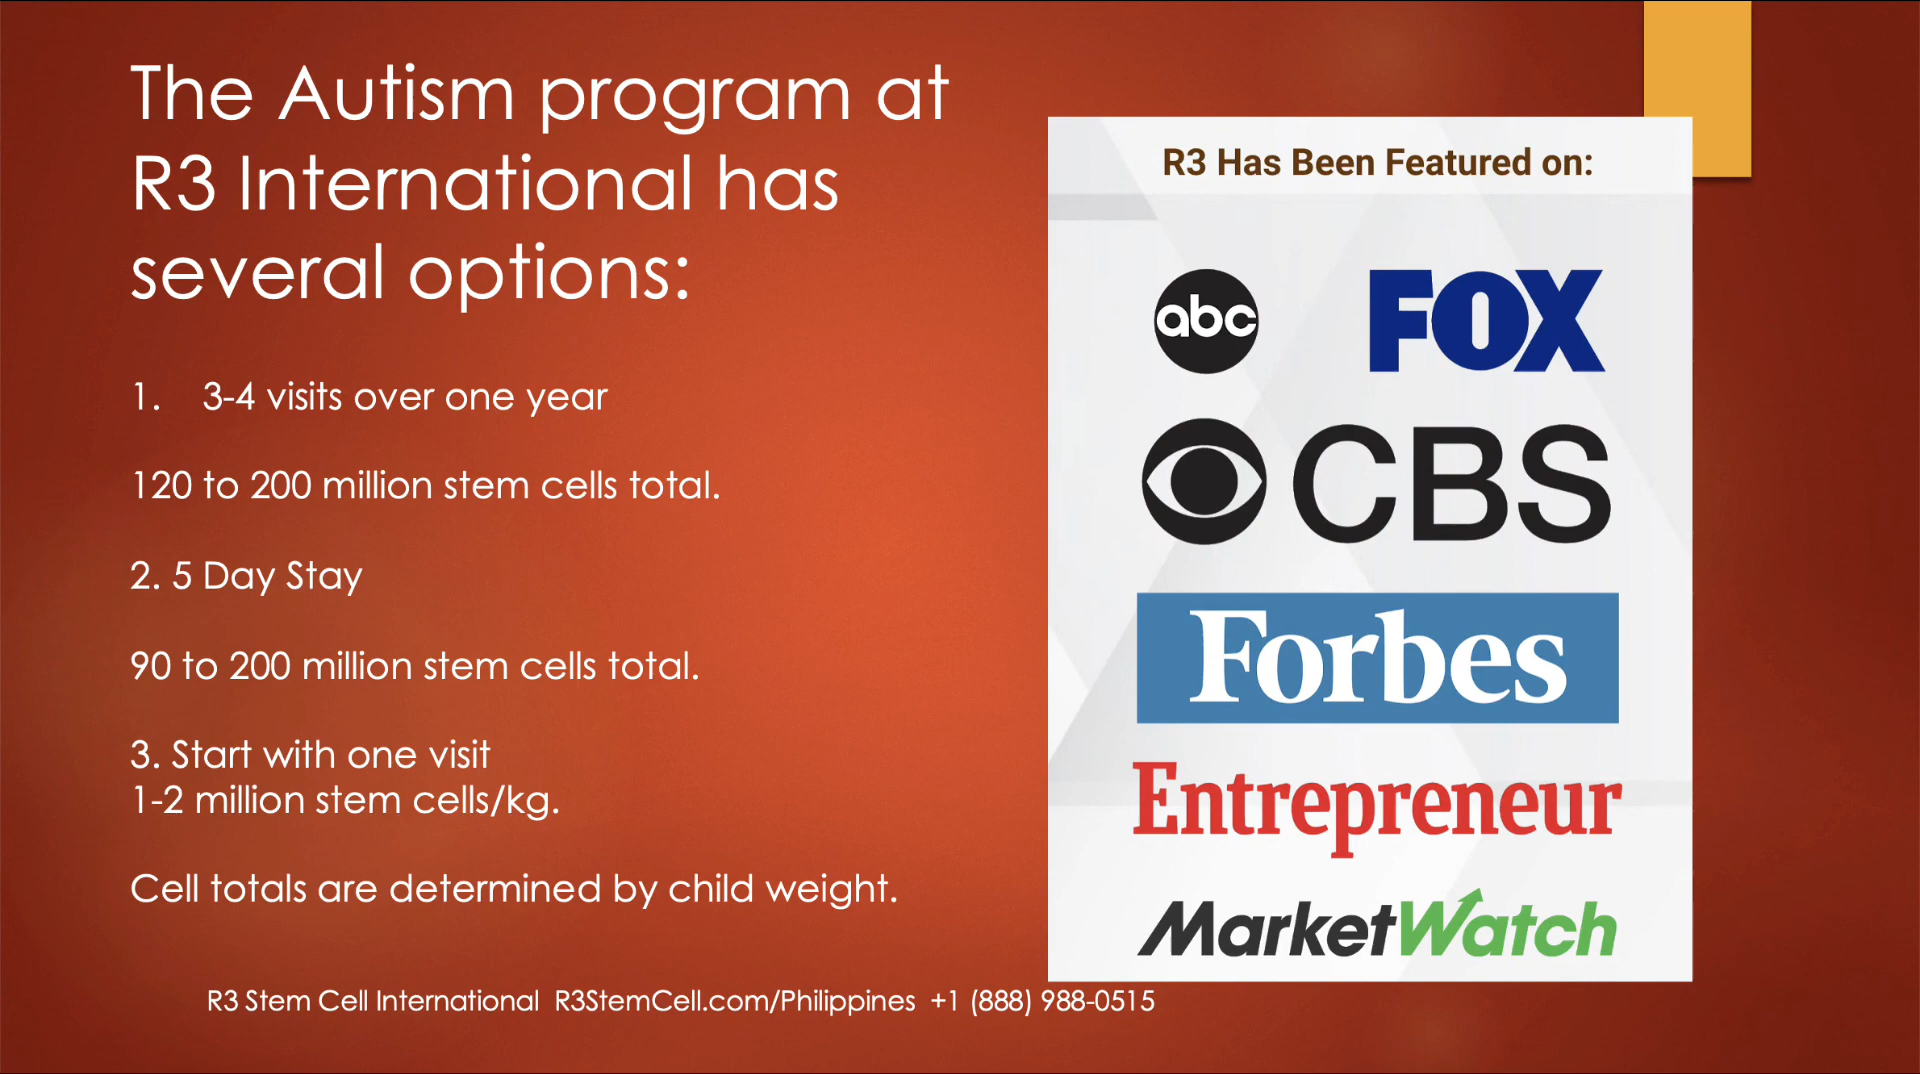 The Autism program at
R3 International has
several options:
1. 3-4 visits over one year
120 to 200 million stem cells total.
2. 5 Day Stay
90 to 200 million stem cells total.
3. Start with one visit
1-2 million stem cells/kg.
Cell totals are determined by child weight.
R3 Has Been Featured on:
abc FOX
CBS
Forbes
Entrepreneur
MarketWatch
R3 Stem Cell International R3StemCell.com/Philippines +1 (888) 988-0515